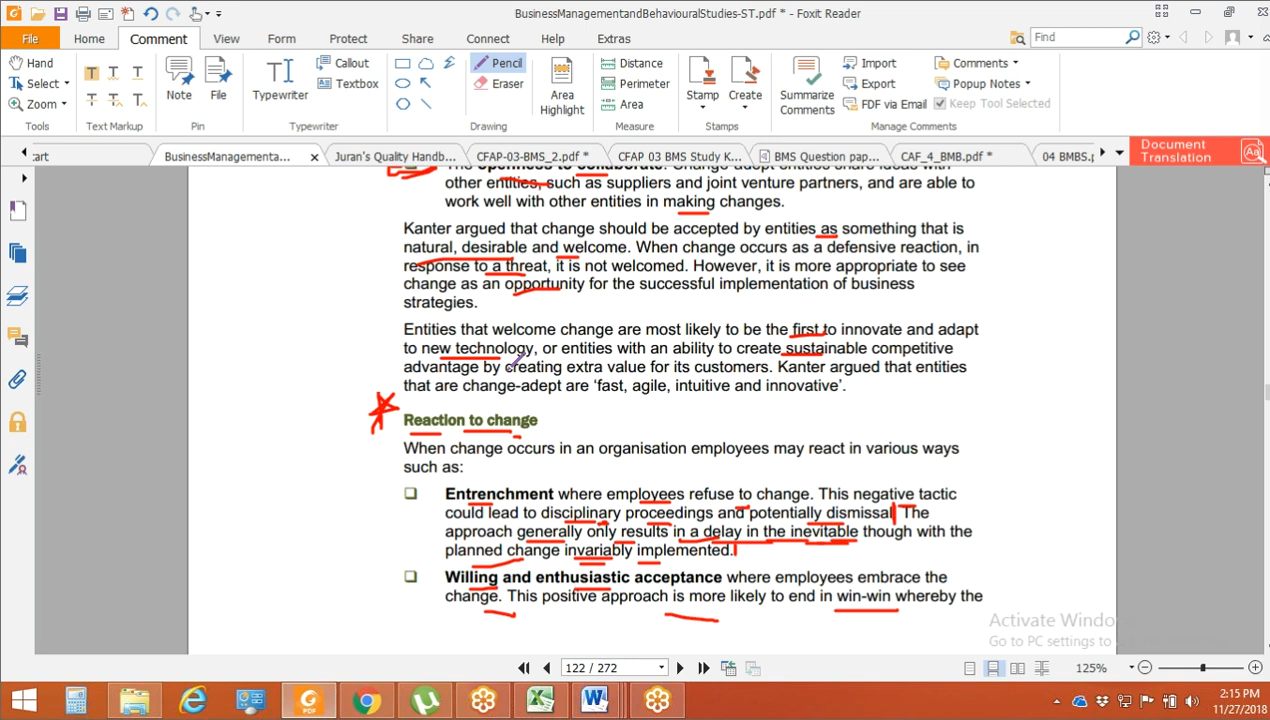 BusinessManagementandBehaviouralStudies-ST.pdf * - Foxit Reader
File Home Comment View Form Protect Share Connect Help Extras Find
Hand
Select
Zoom
Tools
Text Markup
Note
File
Pin
Typewriter
Callout
Textbox
Typewriter
Pencil
Eraser
Area
Highlight
Drawing
Distance
Perimeter
Area
Measure
Stamp
Create
Stamps
Summarize
Comments
Import
Export
FDF via Email
Comments
Popup Notes
Keep Tool Selected
Manage Comments
Document
Translation
tart BusinessManagementa... Juran's Quality Handb... CFAP-03-BMS_2.pdf * CFAP 03 BMS Study K... BMS Question pap... CAF_4_BMB.pdf * 04 MBBS.
other entities, such as suppliers and joint venture partners, and are able to
work well with other entities in making changes.
Kanter argued that change should be accepted by entities as something that is
natural, desirable and welcome. When change occurs as a defensive reaction, in
response to a threat, it is not welcomed. However, it is more appropriate to see
change as an opportunity for the successful implementation of business
strategies.
Entities that welcome change are most likely to be the first to innovate and adapt
to new technology, or entities with an ability to create sustainable competitive
advantage by creating extra value for its customers. Kanter argued that entities
that are change-adept are ‘fast, agile, intuitive and innovative’.
Reaction to change
When change occurs in an organisation employees may react in various ways
such as:
Entrenchment where employees refuse to change. This negative tactic
could lead to disciplinary proceedings and potentially dismissal. The
approach generally only results in a delay in the inevitable though with the
planned change invariably implemented.
Willing and enthusiastic acceptance where employees embrace the
change. This positive approach is more likely to end in win-win whereby the
Activate Windo
Go to PC settings to
122 / 272
125%
2:15 PM
11/27/2018